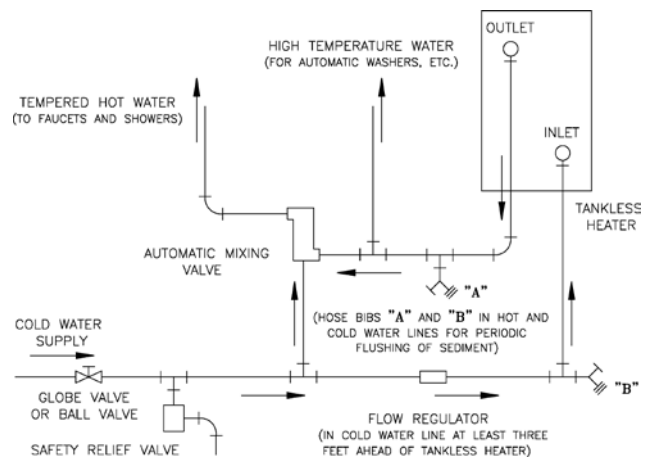 OUTLET
HIGH TEMPERATURE WATER
(FOR AUTOMATIC WASHERS, ETC.)
TEMPERED HOT WATER
(TO FAUCETS AND SHOWERS)
INLET
TANKLESS
HEATER
AUTOMATIC MIXING
VALVE
"A"
(HOSE BIBS "A" AND "B" IN HOT AND
COLD WATER LINES FOR PERIODIC
FLUSHING OF SEDIMENT)
COLD WATER
SUPPLY
"B"
GLOBE VALVE
OR BALL VALVE
FLOW REGULATOR
(IN COLD WATER LINE AT LEAST THREE
FEET AHEAD OF TANKLESS HEATER)
SAFETY RELIEF VALVE